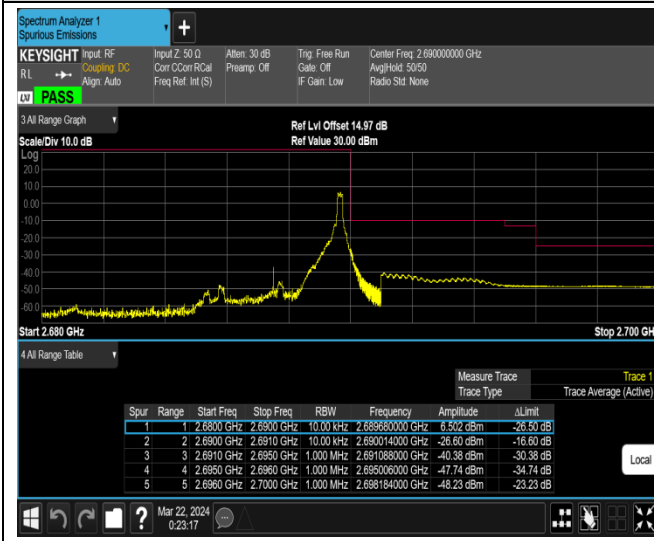 Spectrum Analyzer 1
Spurious Emissions
+
KEYSIGHT Input: RF Input Z: 50 Ω Atten: 30 dB Trig: Free Run Center Freq: 2.690000000 GHz
RL Coupling: DC Corr CCorr RCal Preamp: Off Gate: Off Avg|Hold: 50/50
Align: Auto Freq Ref: Int (S) IF Gain: Low Radio Std: None
LXI PASS
3 All Range Graph
Ref Lvl Offset 14.97 dB
Scale/Div 10.0 dB Ref Value 30.00 dBm
Log
20.0
10.0
0.00
-10.0
-20.0
-30.0
-40.0
-50.0
-60.0
Start 2.680 GHz Stop 2.700 GH
4 All Range Table
Measure Trace Trace 1
Trace Type Trace Average (Active)
Spur Range Start Freq Stop Freq RBW Frequency Amplitude ΔLimit
1 1 2.6800 GHz 2.6900 GHz 10.00 kHz 2.689680000 GHz 6.502 dBm -26.50 dB
2 2 2.6900 GHz 2.6910 GHz 10.00 kHz 2.690014000 GHz -26.60 dBm -16.60 dB
3 3 2.6910 GHz 2.6950 GHz 1.000 MHz 2.691088000 GHz -40.38 dBm -30.38 dB
4 4 2.6950 GHz 2.6960 GHz 1.000 MHz 2.695006000 GHz -47.74 dBm -34.74 dB
5 5 2.6960 GHz 2.7000 GHz 1.000 MHz 2.698184000 GHz -48.23 dBm -23.23 dB
Local
? Mar 22, 2024
0:23:17